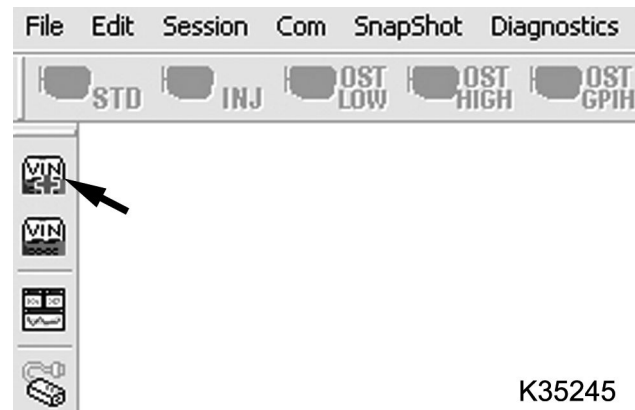 File Edit Session Com SnapShot Diagnostics
STD INJ OST LOW OST HIGH OST GPIH
VIN
VIN
K35245